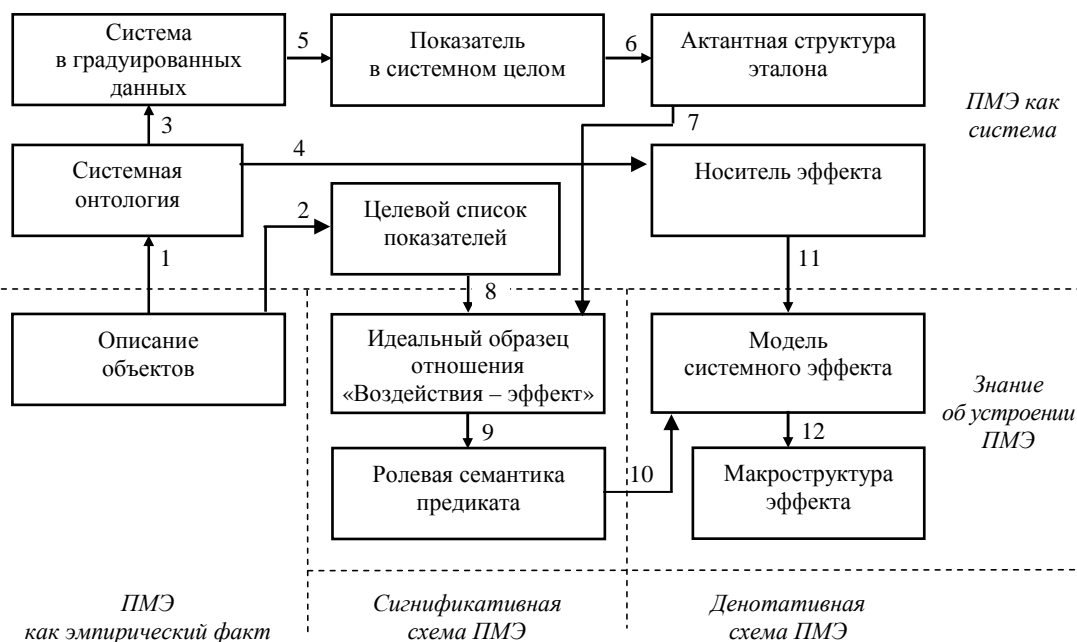 Система
в градуированных
данных
5
Показатель
в системном целом
6
Актантная структура
эталона
ПМЭ как
система
3
7
Системная
онтология
4
Носитель эффекта
2
Целевой список
показателей
1
8
11
Описание
объектов
Идеальный образец
отношения
«Воздействия – эффект»
Модель
системного эффекта
Знание
об устроении
ПМЭ
9
12
Ролевая семантика
предиката
10
Макроструктура
эффекта
ПМЭ
как эмпирический факт
Сигнификативная
схема ПМЭ
Денотативная
схема ПМЭ